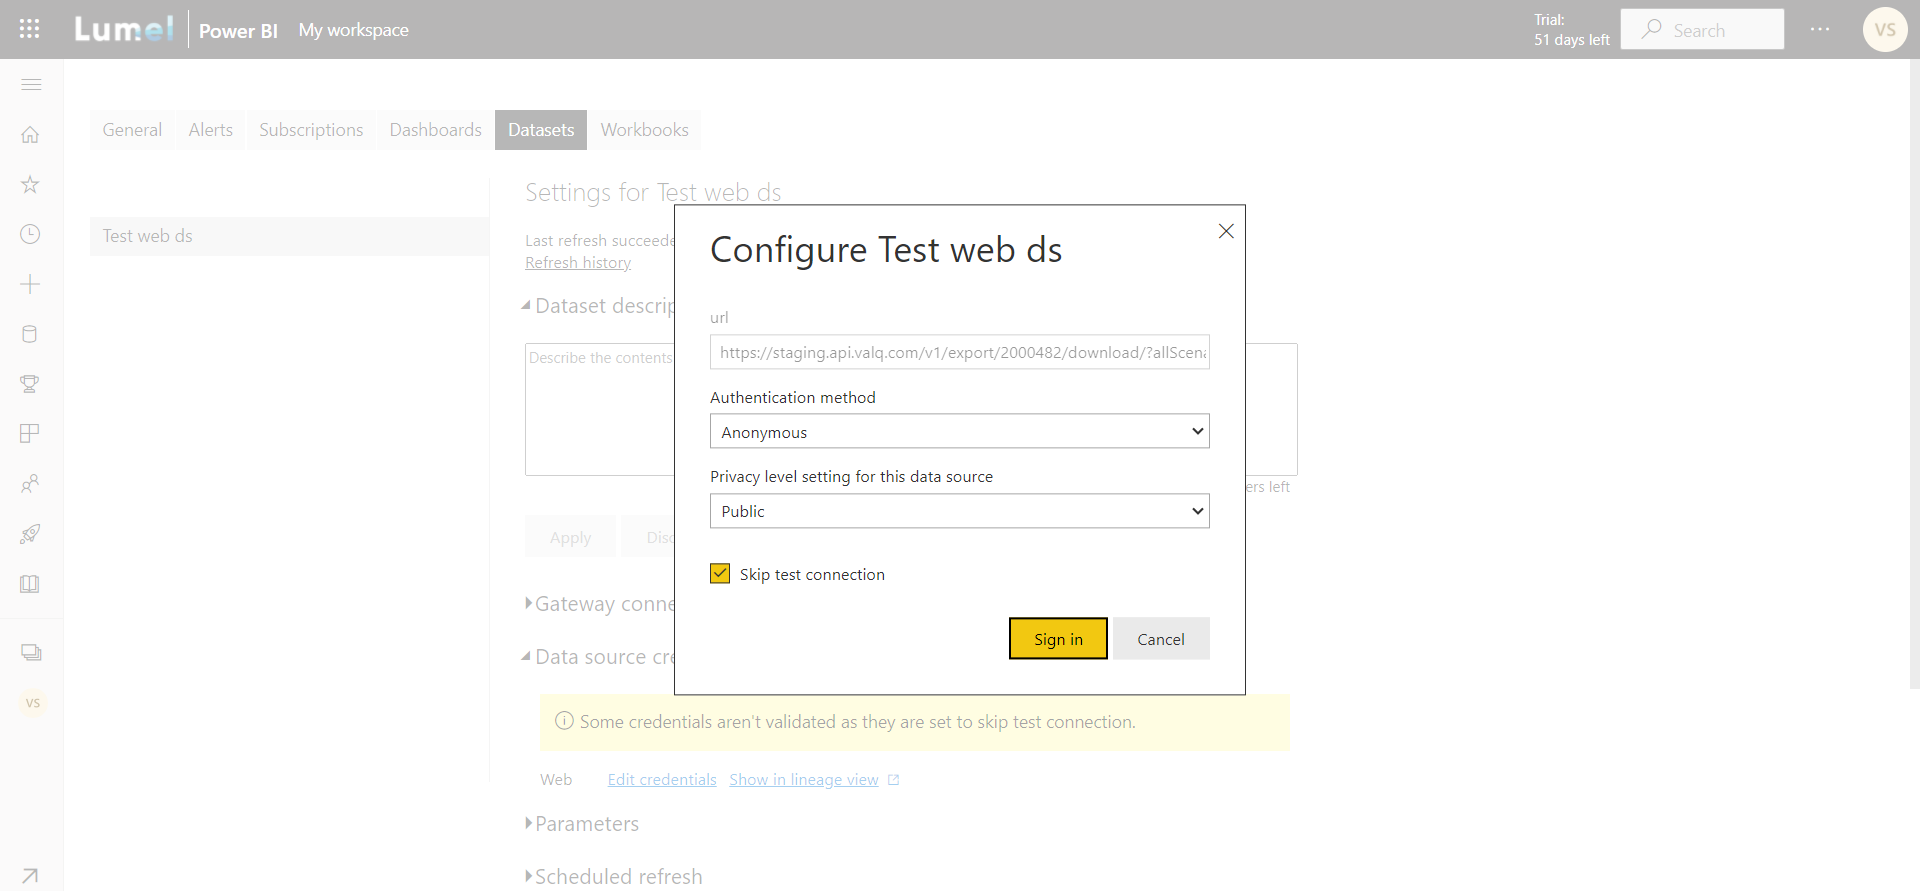 Lumel
Power BI
My workspace
Trial:
51 days left
Search
VS
General
Alerts
Subscriptions
Dashboards
Datasets
Workbooks
Settings for Test web ds
Test web ds
Last refresh succeede
Refresh history
Dataset descrip
Describe the contents
ers left
Apply
Disc
Gateway conne
Data source cre
Configure Test web ds
url
https://staging.api.valq.com/v1/export/2000482/download/?allScena
Authentication method
Anonymous
Privacy level setting for this data source
Public
Skip test connection
Sign in
Cancel
VS
Some credentials aren't validated as they are set to skip test connection.
Web
Edit credentials
Show in lineage view
Parameters
Scheduled refresh